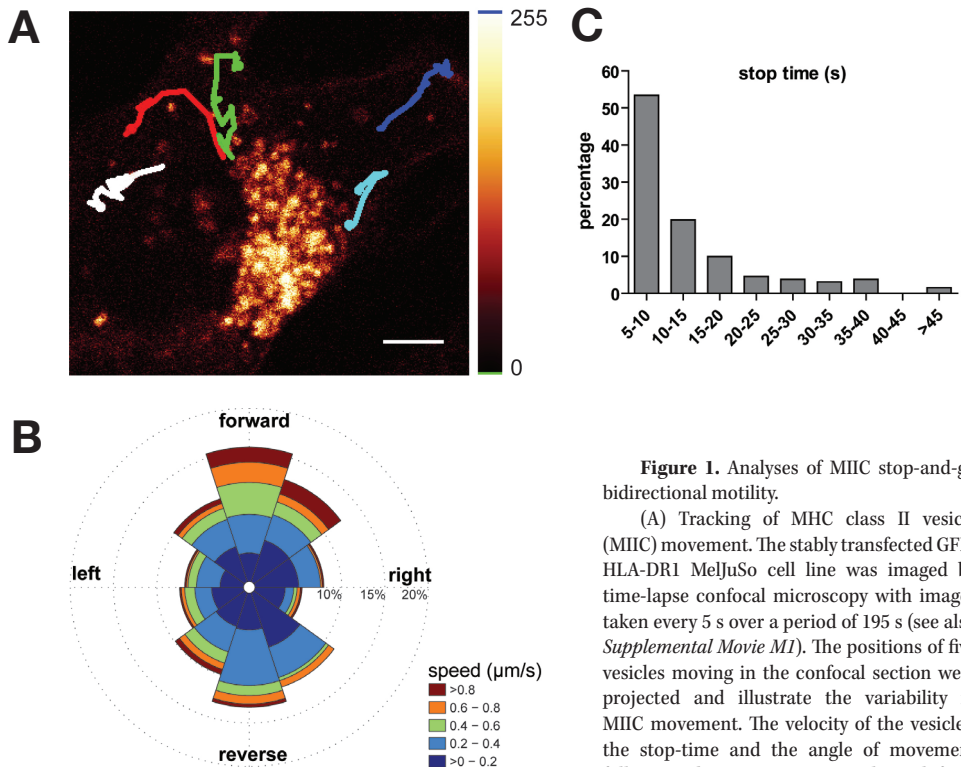 A
255
0
C
stop time (s)
percentage
60
50
40
30
20
10
0
5-10
10-15
15-20
20-25
25-30
30-35
35-40
40-45
>45
B
forward
left
right
10%
15%
20%
reverse
speed (µm/s)
>0.8
0.6 – 0.8
0.4 – 0.6
0.2 – 0.4
>0 – 0.2
Figure 1. Analyses of MIIC stop-and-g
bidirectional motility.
(A) Tracking of MHC class II vesic
(MIIC) movement. The stably transfected GF
HLA-DR1 MelJuSo cell line was imaged b
time-lapse confocal microscopy with image
taken every 5 s over a period of 195 s (see als
Supplemental Movie M1). The positions of fiv
vesicles moving in the confocal section we
projected and illustrate the variability
MIIC movement. The velocity of the vesicle
the stop-time and the angle of movemen